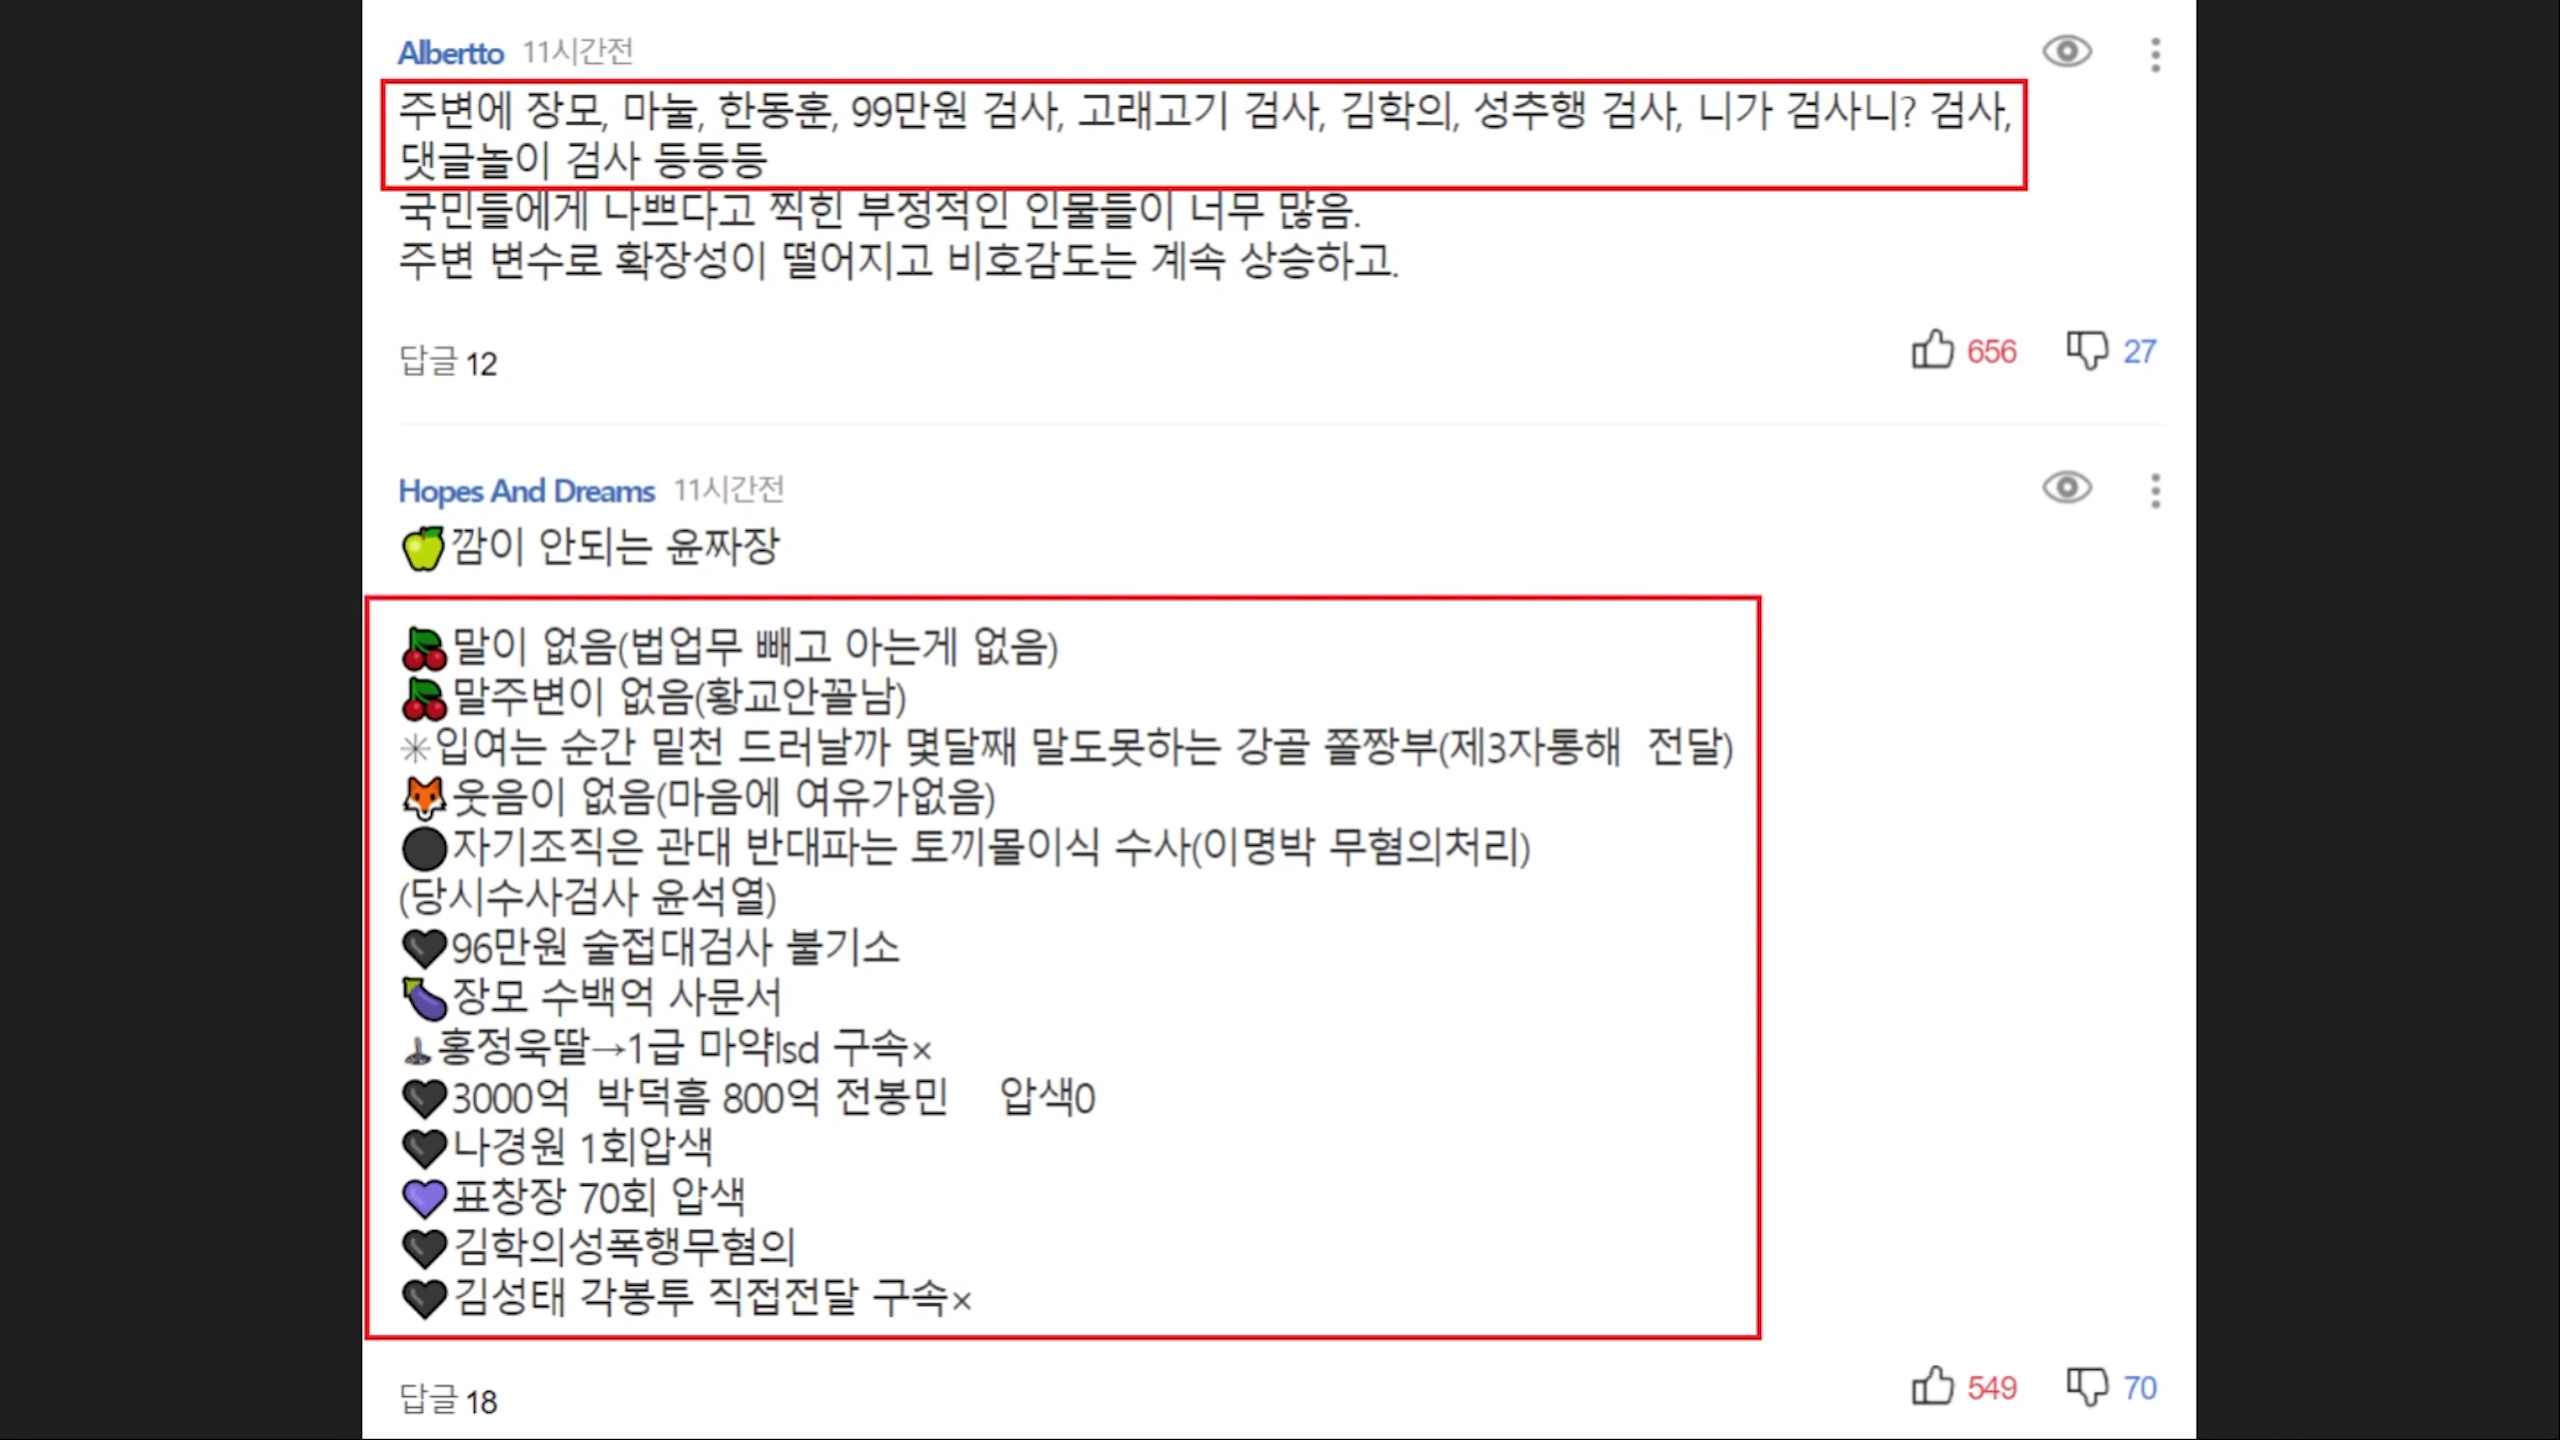 Albertto 11시간전
주변에 장모, 마눌, 한동훈, 99만원 검사, 고래고기 검사, 김학의, 성추행 검사, 니가 검사니? 검사,
댓글놀이 검사 등등등
국민들에게 나쁘다고 찍힌 부정적인 인물들이 너무 많음.
주변 변수로 확장성이 떨어지고 비호감도는 계속 상승하고.
답글 12
656 27
Hopes And Dreams 11시간전
🍏깜이 안되는 윤짜장
🍒말이 없음(법업무 빼고 아는게 없음)
🍒말주변이 없음(황교안꼴남)
✳입여는 순간 밑천 드러날까 몇달째 말도못하는 강골 쫄짱부(제3자통해 전달)
🦊웃음이 없음(마음에 여유가없음)
⚫자기조직은 관대 반대파는 토끼몰이식 수사(이명박 무혐의처리)
(당시수사검사 윤석열)
🖤96만원 술접대검사 불기소
🍆장모 수백억 사문서
홍정욱딸→1급 마약lsd 구속×
🖤3000억 박덕흠 800억 전봉민 압색0
🖤나경원 1회압색
💜표창장 70회 압색
🖤김학의성폭행무혐의
🖤김성태 각봉투 직접전달 구속×
답글 18
549 70